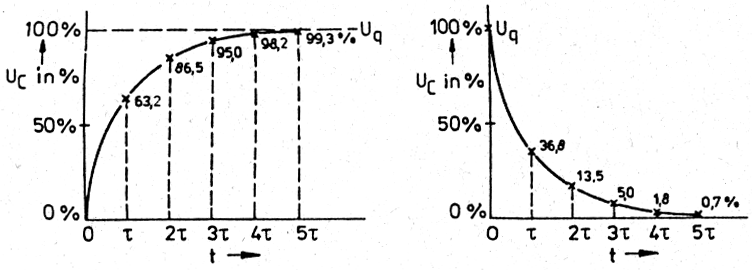 100%
U_q
U_C in %
50%
0%
63,2
86,5
95,0
98,2
99,3 %
0
τ
2τ
3τ
4τ
5τ
t
100%
U_q
U_C in %
50%
0%
36,8
13,5
5,0
1,8
0,7 %
0
τ
2τ
3τ
4τ
5τ
t